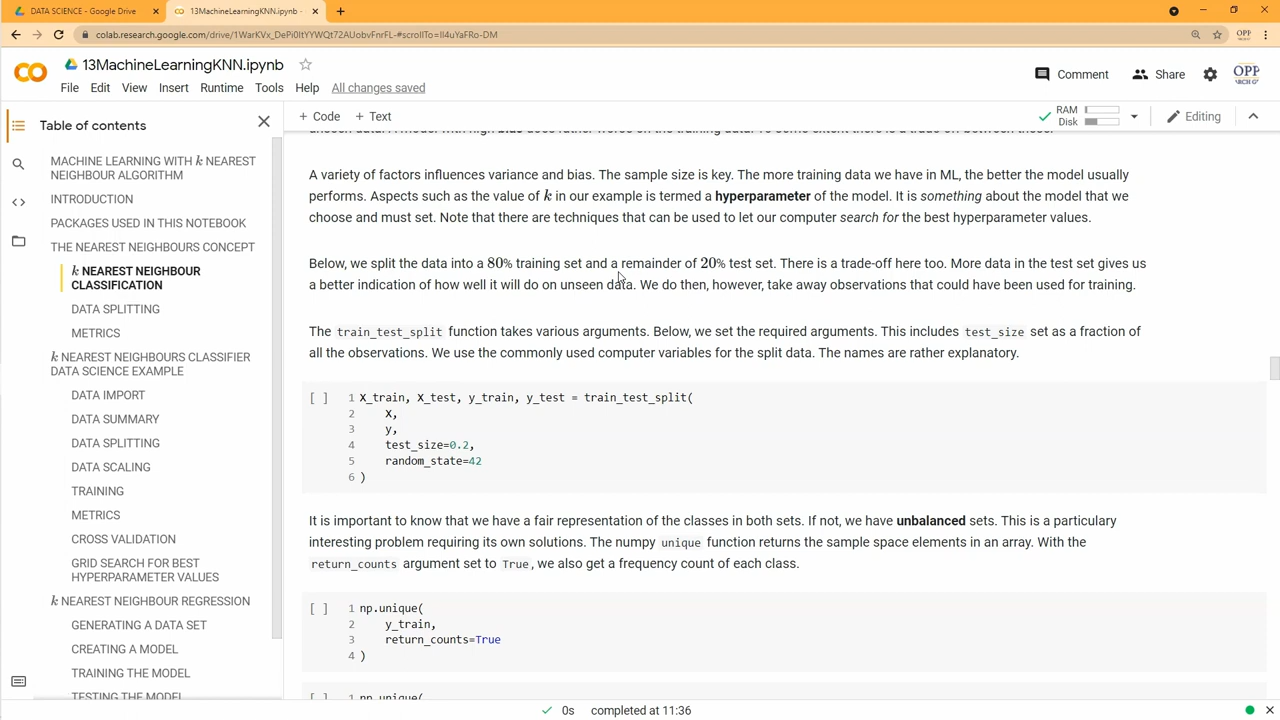 DATA SCIENCE - Google Drive
13MachineLearningKNN.ipynb -
colab.research.google.com/drive/1WarKVx_DePi0ItYYWQt72AUobvFnrFL-#scrollTo=Il4uYaFRo-DM
13MachineLearningKNN.ipynb
File Edit View Insert Runtime Tools Help All changes saved
Comment Share
OPP
Table of contents
+ Code + Text
RAM
Disk
Editing
MACHINE LEARNING WITH k NEAREST
NEIGHBOUR ALGORITHM
INTRODUCTION
PACKAGES USED IN THIS NOTEBOOK
THE NEAREST NEIGHBOURS CONCEPT
k NEAREST NEIGHBOUR
CLASSIFICATION
DATA SPLITTING
METRICS
k NEAREST NEIGHBOURS CLASSIFIER
DATA SCIENCE EXAMPLE
DATA IMPORT
DATA SUMMARY
DATA SPLITTING
DATA SCALING
TRAINING
METRICS
CROSS VALIDATION
GRID SEARCH FOR BEST
HYPERPARAMETER VALUES
k NEAREST NEIGHBOUR REGRESSION
GENERATING A DATA SET
CREATING A MODEL
TRAINING THE MODEL
TESTING THE MODEL
A variety of factors influences variance and bias. The sample size is key. The more training data we have in ML, the better the model usually
performs. Aspects such as the value of k in our example is termed a hyperparameter of the model. It is something about the model that we
choose and must set. Note that there are techniques that can be used to let our computer search for the best hyperparameter values.
Below, we split the data into a 80% training set and a remainder of 20% test set. There is a trade-off here too. More data in the test set gives us
a better indication of how well it will do on unseen data. We do then, however, take away observations that could have been used for training.
The train_test_split function takes various arguments. Below, we set the required arguments. This includes test_size set as a fraction of
all the observations. We use the commonly used computer variables for the split data. The names are rather explanatory.
[ ] 1 X_train, X_test, y_train, y_test = train_test_split(
2 X,
3 y,
4 test_size=0.2,
5 random_state=42
6 )
It is important to know that we have a fair representation of the classes in both sets. If not, we have unbalanced sets. This is a particulary
interesting problem requiring its own solutions. The numpy unique function returns the sample space elements in an array. With the
return_counts argument set to True, we also get a frequency count of each class.
[ ] 1 np.unique(
2 y_train,
3 return_counts=True
4 )
[ ] 1 np.unique(
0s completed at 11:36